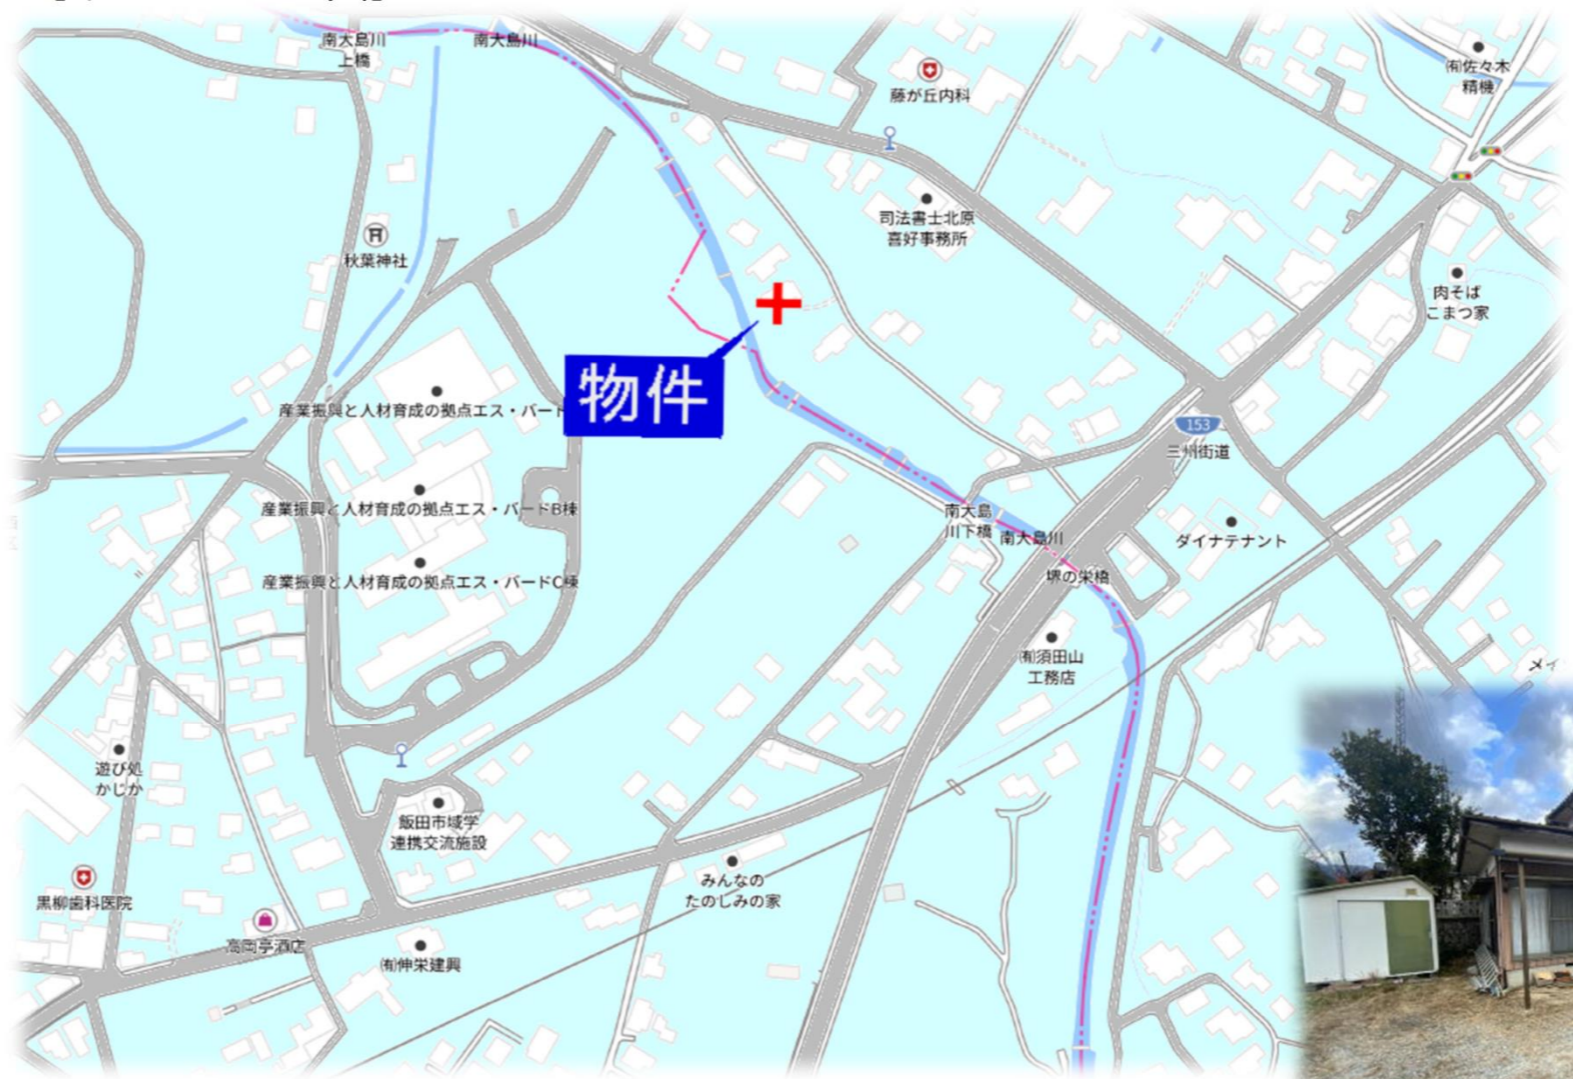 南大島川
上橋
南大島川
藤が丘内科
㈲佐々木
精機
司法書士北原
喜好事務所
秋葉神社
肉そば
こまつ家
物件
産業振興と人材育成の拠点エス・バード
153
三州街道
産業振興と人材育成の拠点エス・バードB棟
南大島
川下橋
南大島川
ダイナテナント
産業振興と人材育成の拠点エス・バードC棟
堺の栄橋
㈲須田山
工務店
メイ
遊び処
かじか
飯田市域学
連携交流施設
みんなの
たのしみの家
黒柳歯科医院
高岡亭酒店
㈲伸栄建興